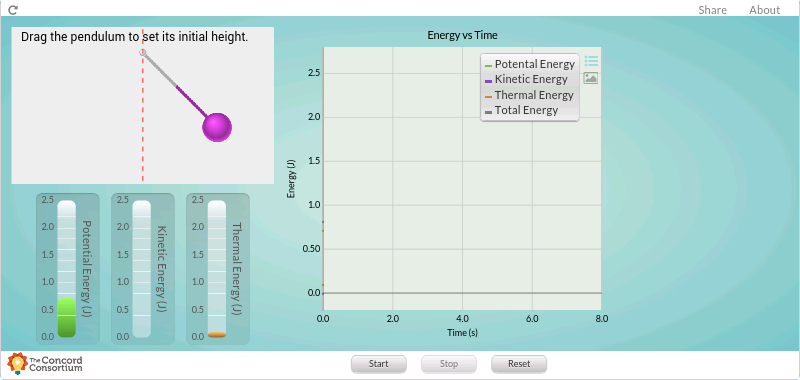 Share About
Drag the pendulum to set its initial height.
Energy vs Time
Potental Energy
Kinetic Energy
Thermal Energy
Total Energy
2.5
2.0
1.5
1.0
0.50
0.0
Energy (J)
0.0 2.0 4.0 6.0 8.0
Time (s)
2.5
2.0
1.5
1.0
0.5
0.0
Potential Energy (J)
2.5
2.0
1.5
1.0
0.5
0.0
Kinetic Energy (J)
2.5
2.0
1.5
1.0
0.5
0.0
Thermal Energy (J)
The Concord
Consortium
Start Stop Reset